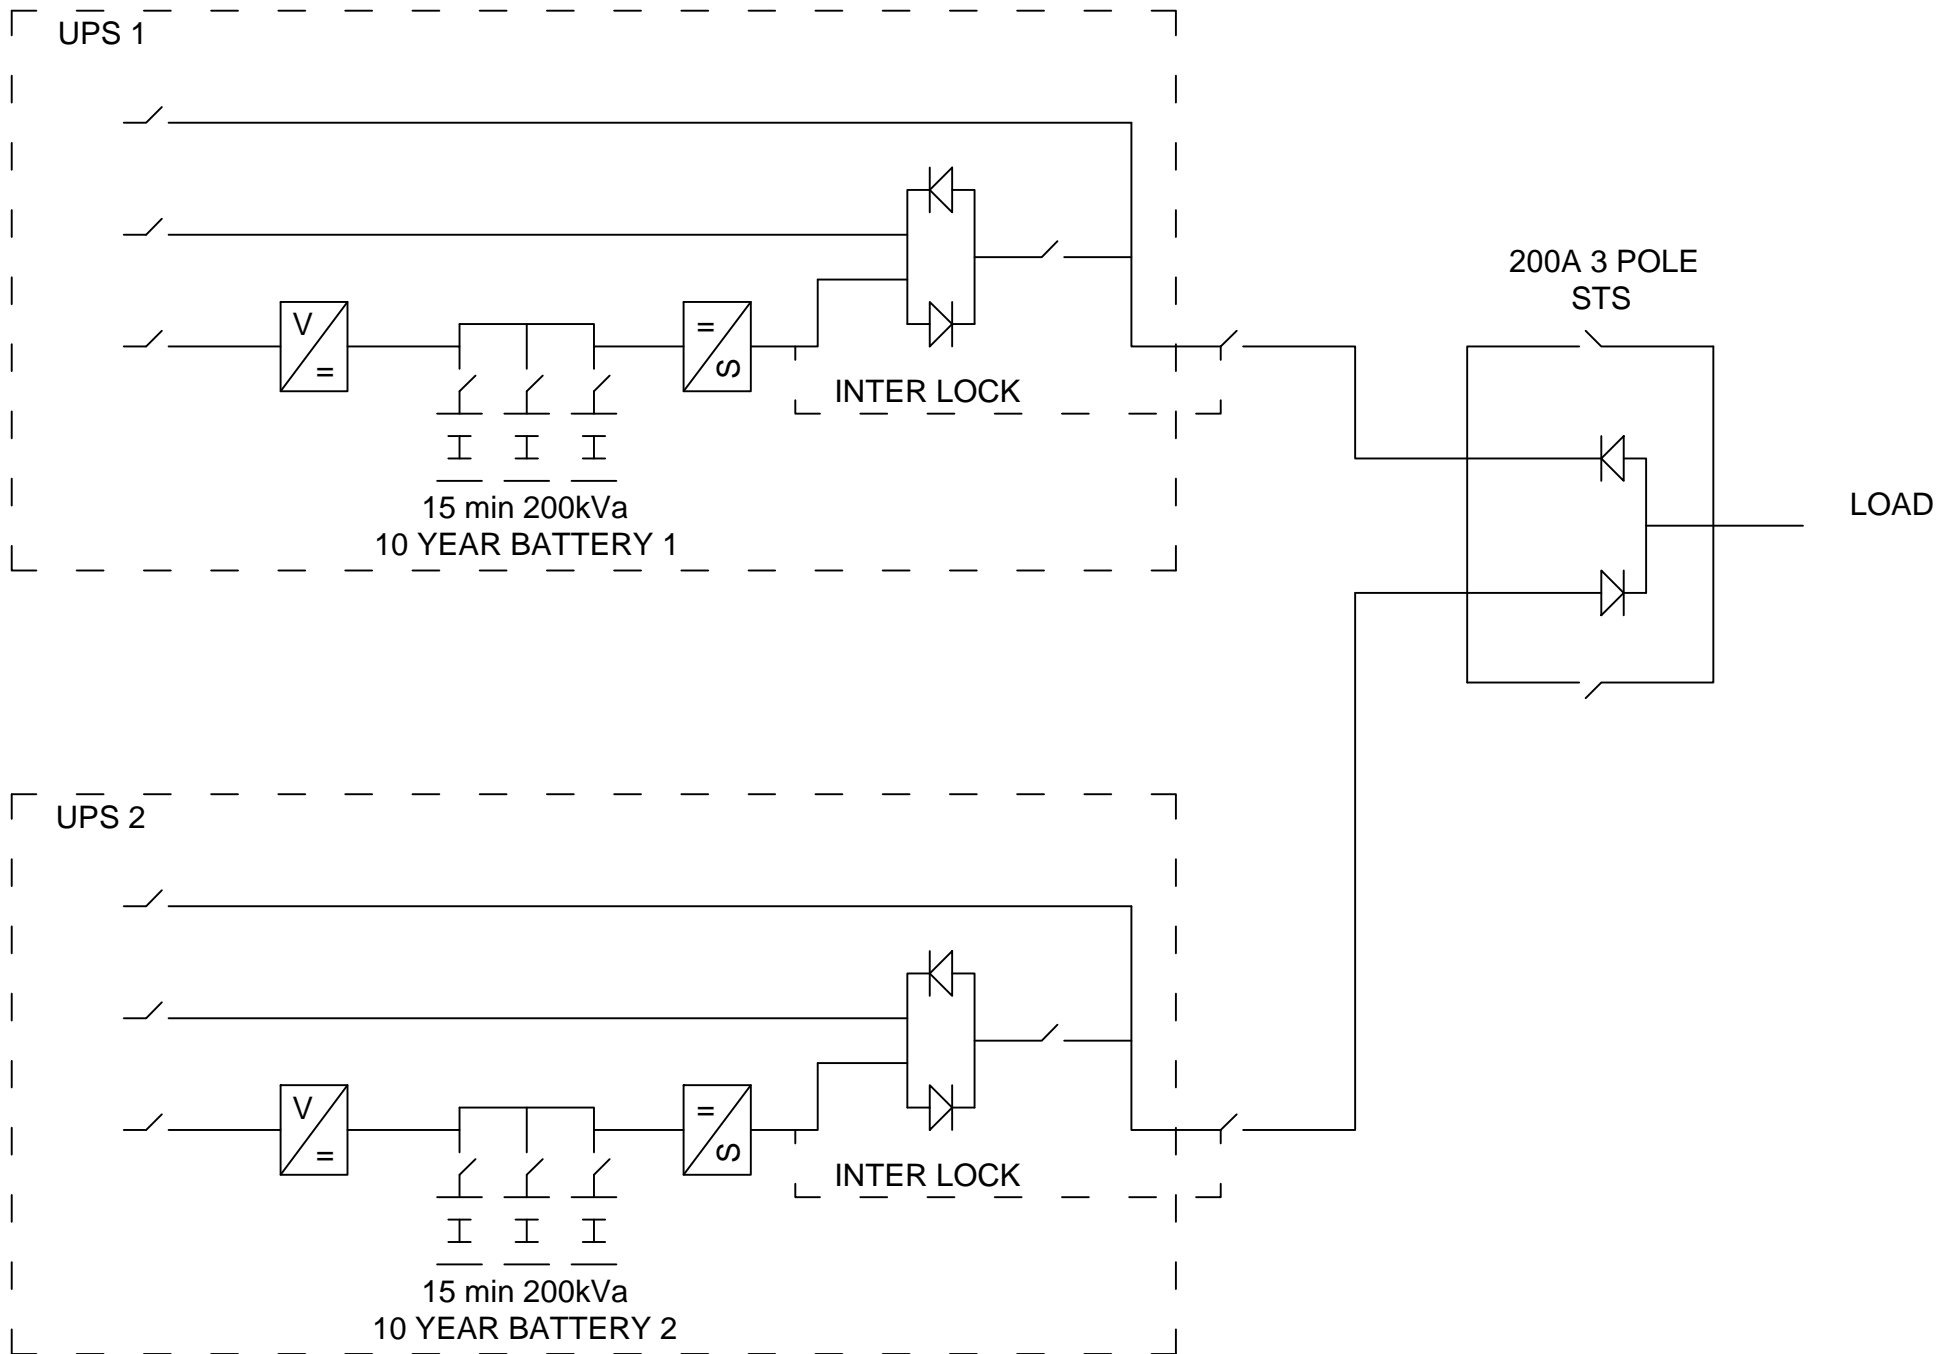 UPS 1
200A 3 POLE
STS
V
=
=
S
INTER LOCK
15 min 200kVa
10 YEAR BATTERY 1
LOAD
UPS 2
V
=
=
S
INTER LOCK
15 min 200kVa
10 YEAR BATTERY 2